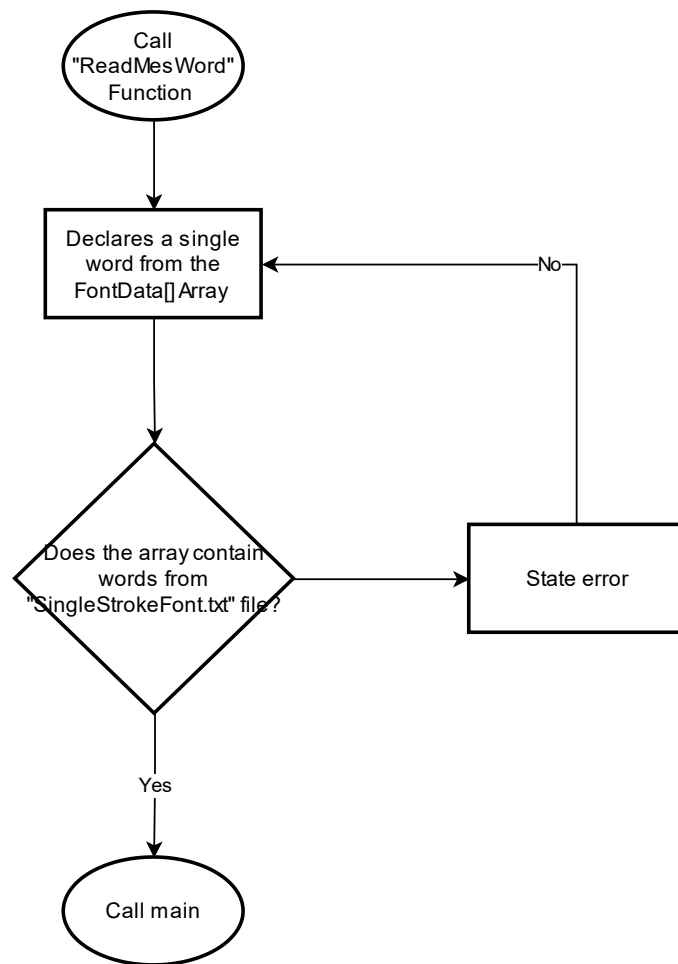 Call
"ReadMesWord"
Function
Declares a single
word from the
FontData[] Array
No
Does the array contain
words from
"SingleStrokeFont.txt" file?
State error
Yes
Call main